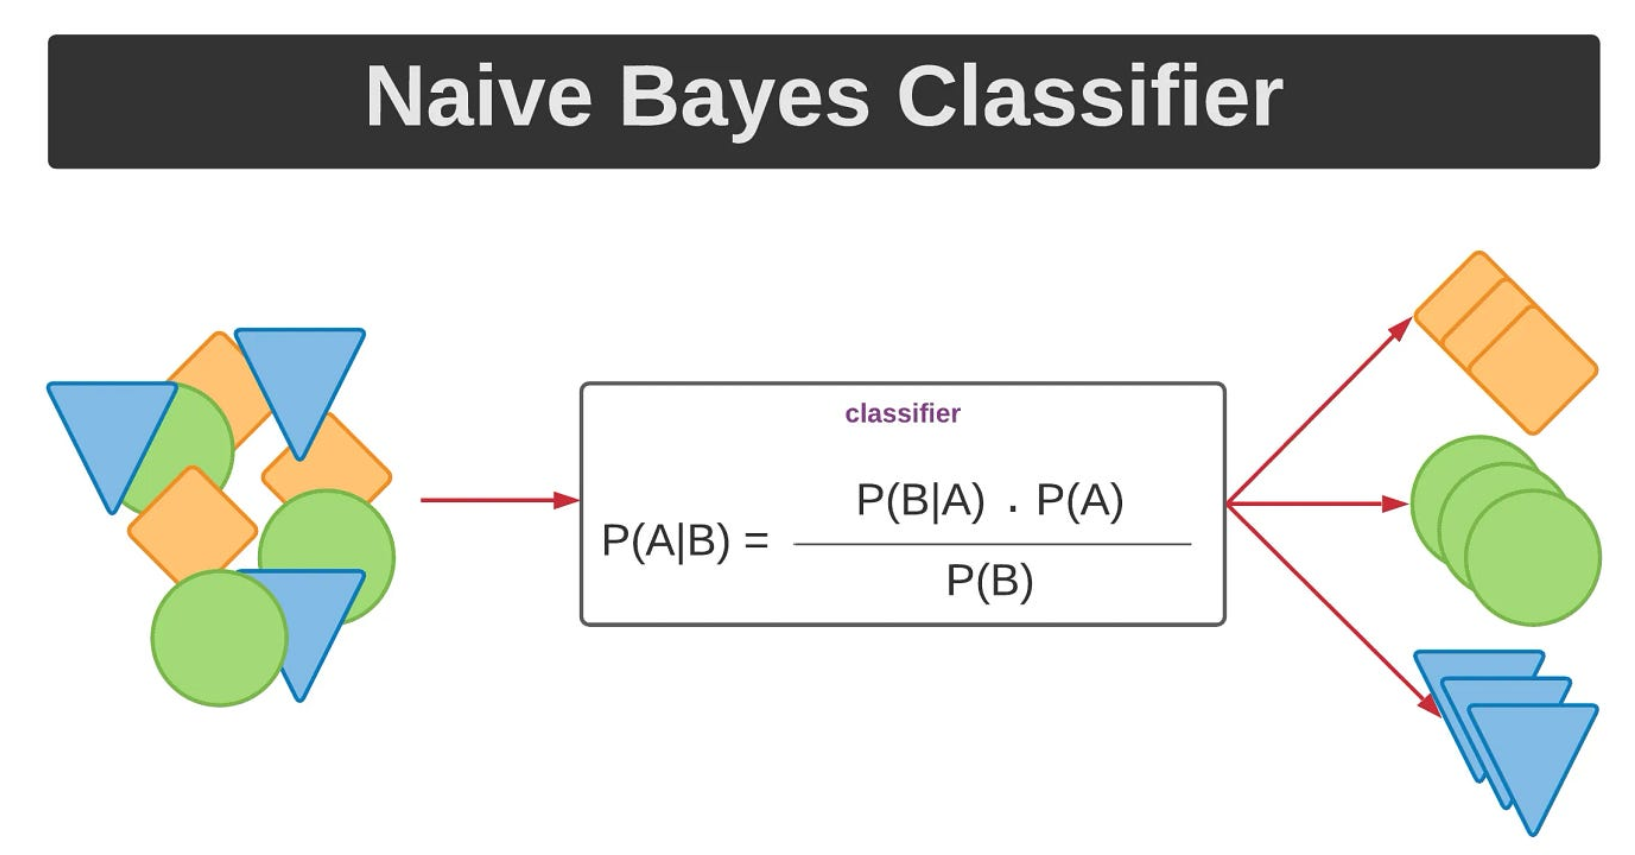 Naive Bayes Classifier
classifier
P(B|A) . P(A)
P(A|B) =
P(B)